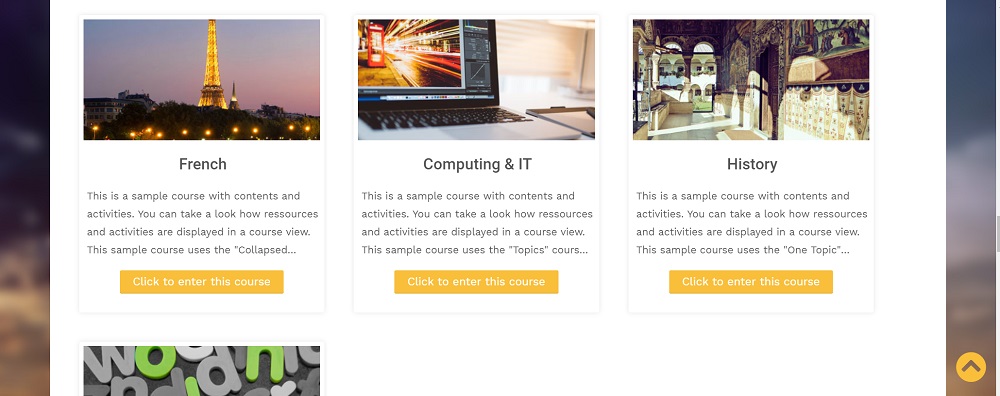 French
This is a sample course with contents and
activities. You can take a look how ressources
and activities are displayed in a course view.
This sample course uses the "Collapsed...
Click to enter this course
Computing & IT
This is a sample course with contents and
activities. You can take a look how ressources
and activities are displayed in a course view.
This sample course uses the "Topics" cours...
Click to enter this course
History
This is a sample course with contents and
activities. You can take a look how ressources
and activities are displayed in a course view.
This sample course uses the "One Topic"...
Click to enter this course